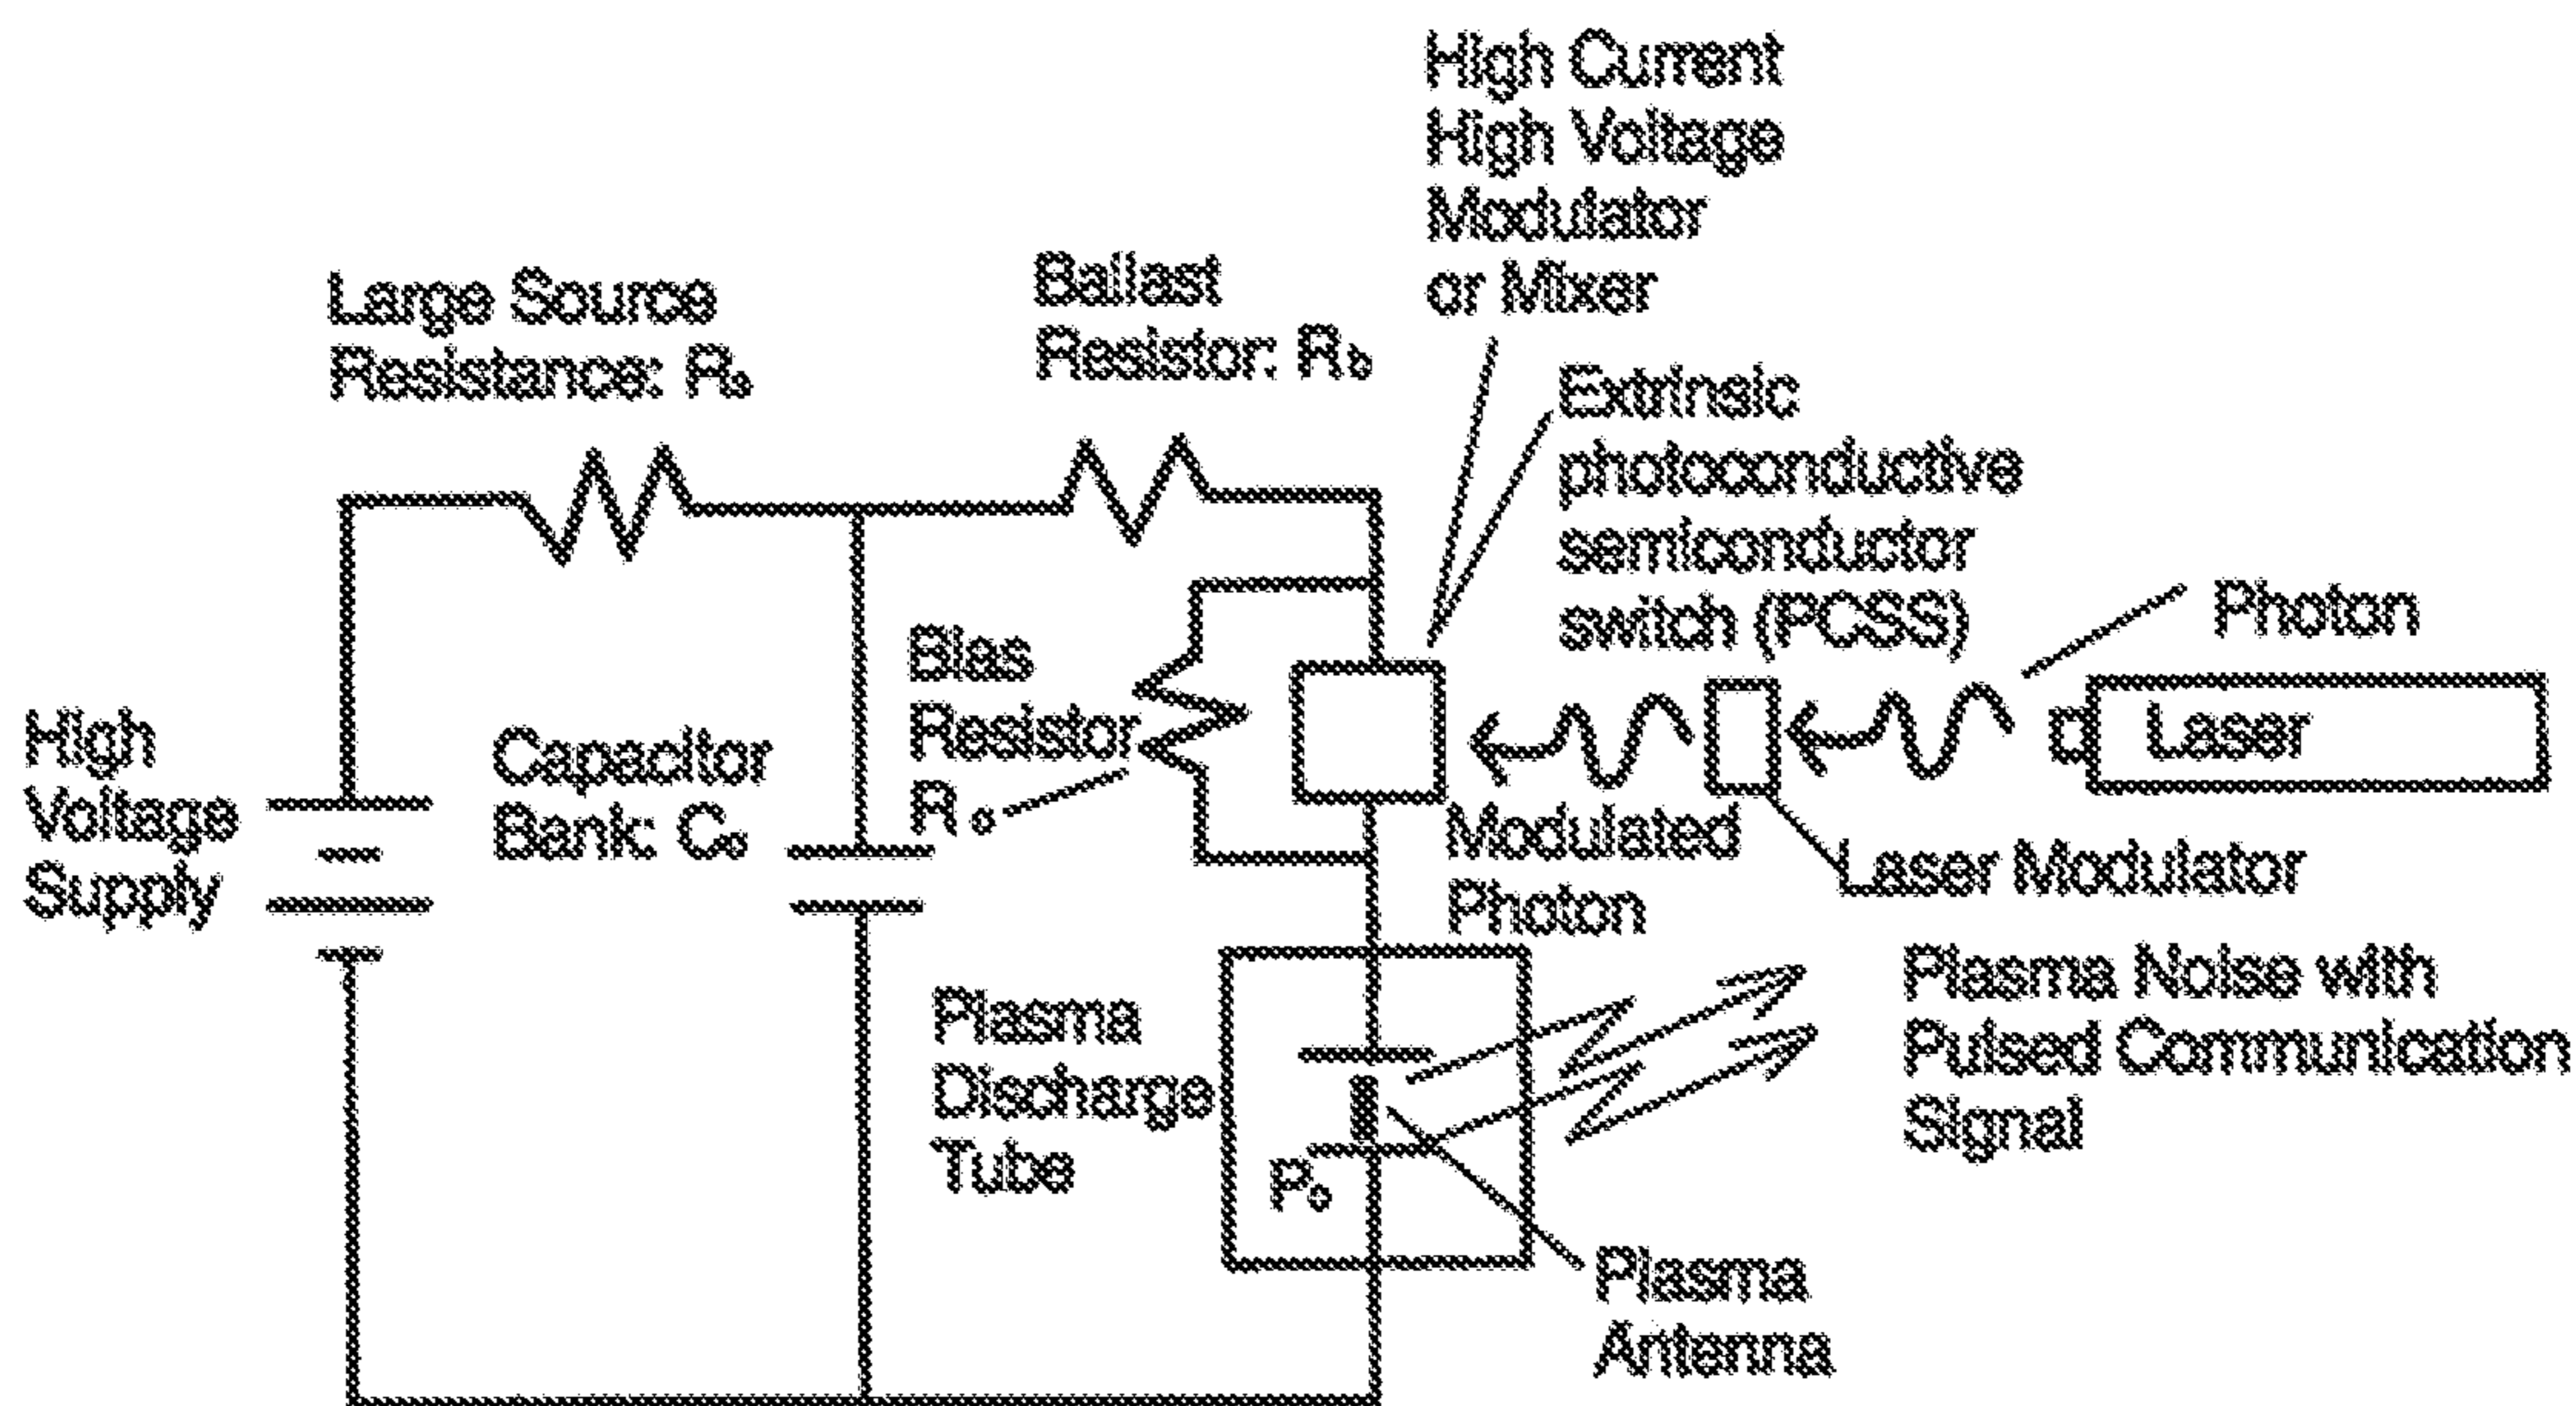 High Current
High Voltage
Modulator
or Mixer
Large Source
Resistance: Rₒ
Ballast
Resistor: R b
Extrinsic
photoconductive
semiconductor
switch (PCSS)
Photon
Laser
Bias
Resistor
R o
High
Voltage
Supply
Capacitor
Bank: Cₒ
Modulated
Photon
Laser Modulator
Plasma
Discharge
Tube
Pₒ
Plasma Noise with
Pulsed Communication
Signal
Plasma
Antenna